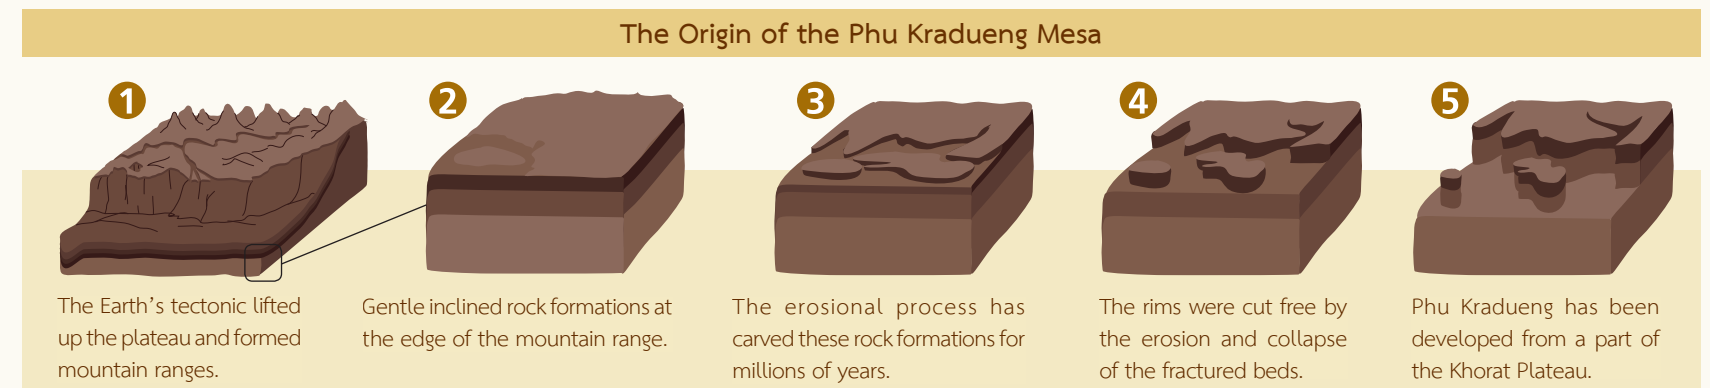 The Origin of the Phu Kradueng Mesa
1
The Earth's tectonic lifted
up the plateau and formed
mountain ranges.
2
Gentle inclined rock formations at
the edge of the mountain range.
3
The erosional process has
carved these rock formations for
millions of years.
4
The rims were cut free by
the erosion and collapse
of the fractured beds.
5
Phu Kradueng has been
developed from a part of
the Khorat Plateau.